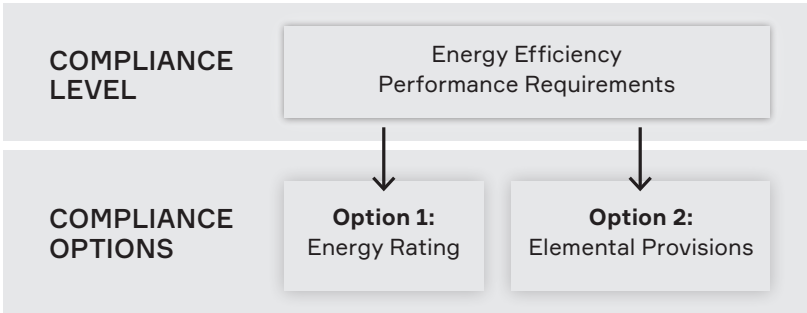 COMPLIANCE
LEVEL
Energy Efficiency
Performance Requirements
COMPLIANCE
OPTIONS
Option 1:
Energy Rating
Option 2:
Elemental Provisions